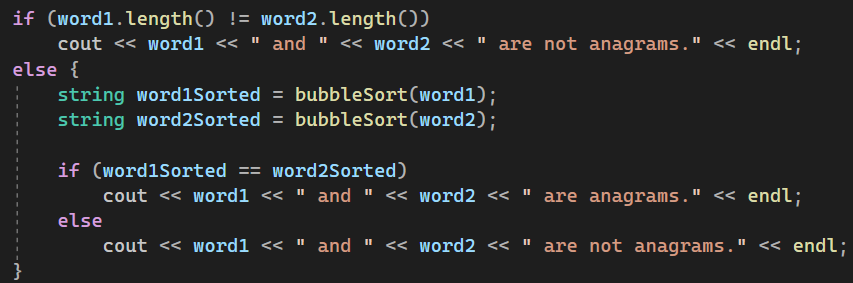 if (word1.length() != word2.length())
    cout << word1 << " and " << word2 << " are not anagrams." << endl;
else {
    string word1Sorted = bubbleSort(word1);
    string word2Sorted = bubbleSort(word2);

    if (word1Sorted == word2Sorted)
        cout << word1 << " and " << word2 << " are anagrams." << endl;
    else
        cout << word1 << " and " << word2 << " are not anagrams." << endl;
}